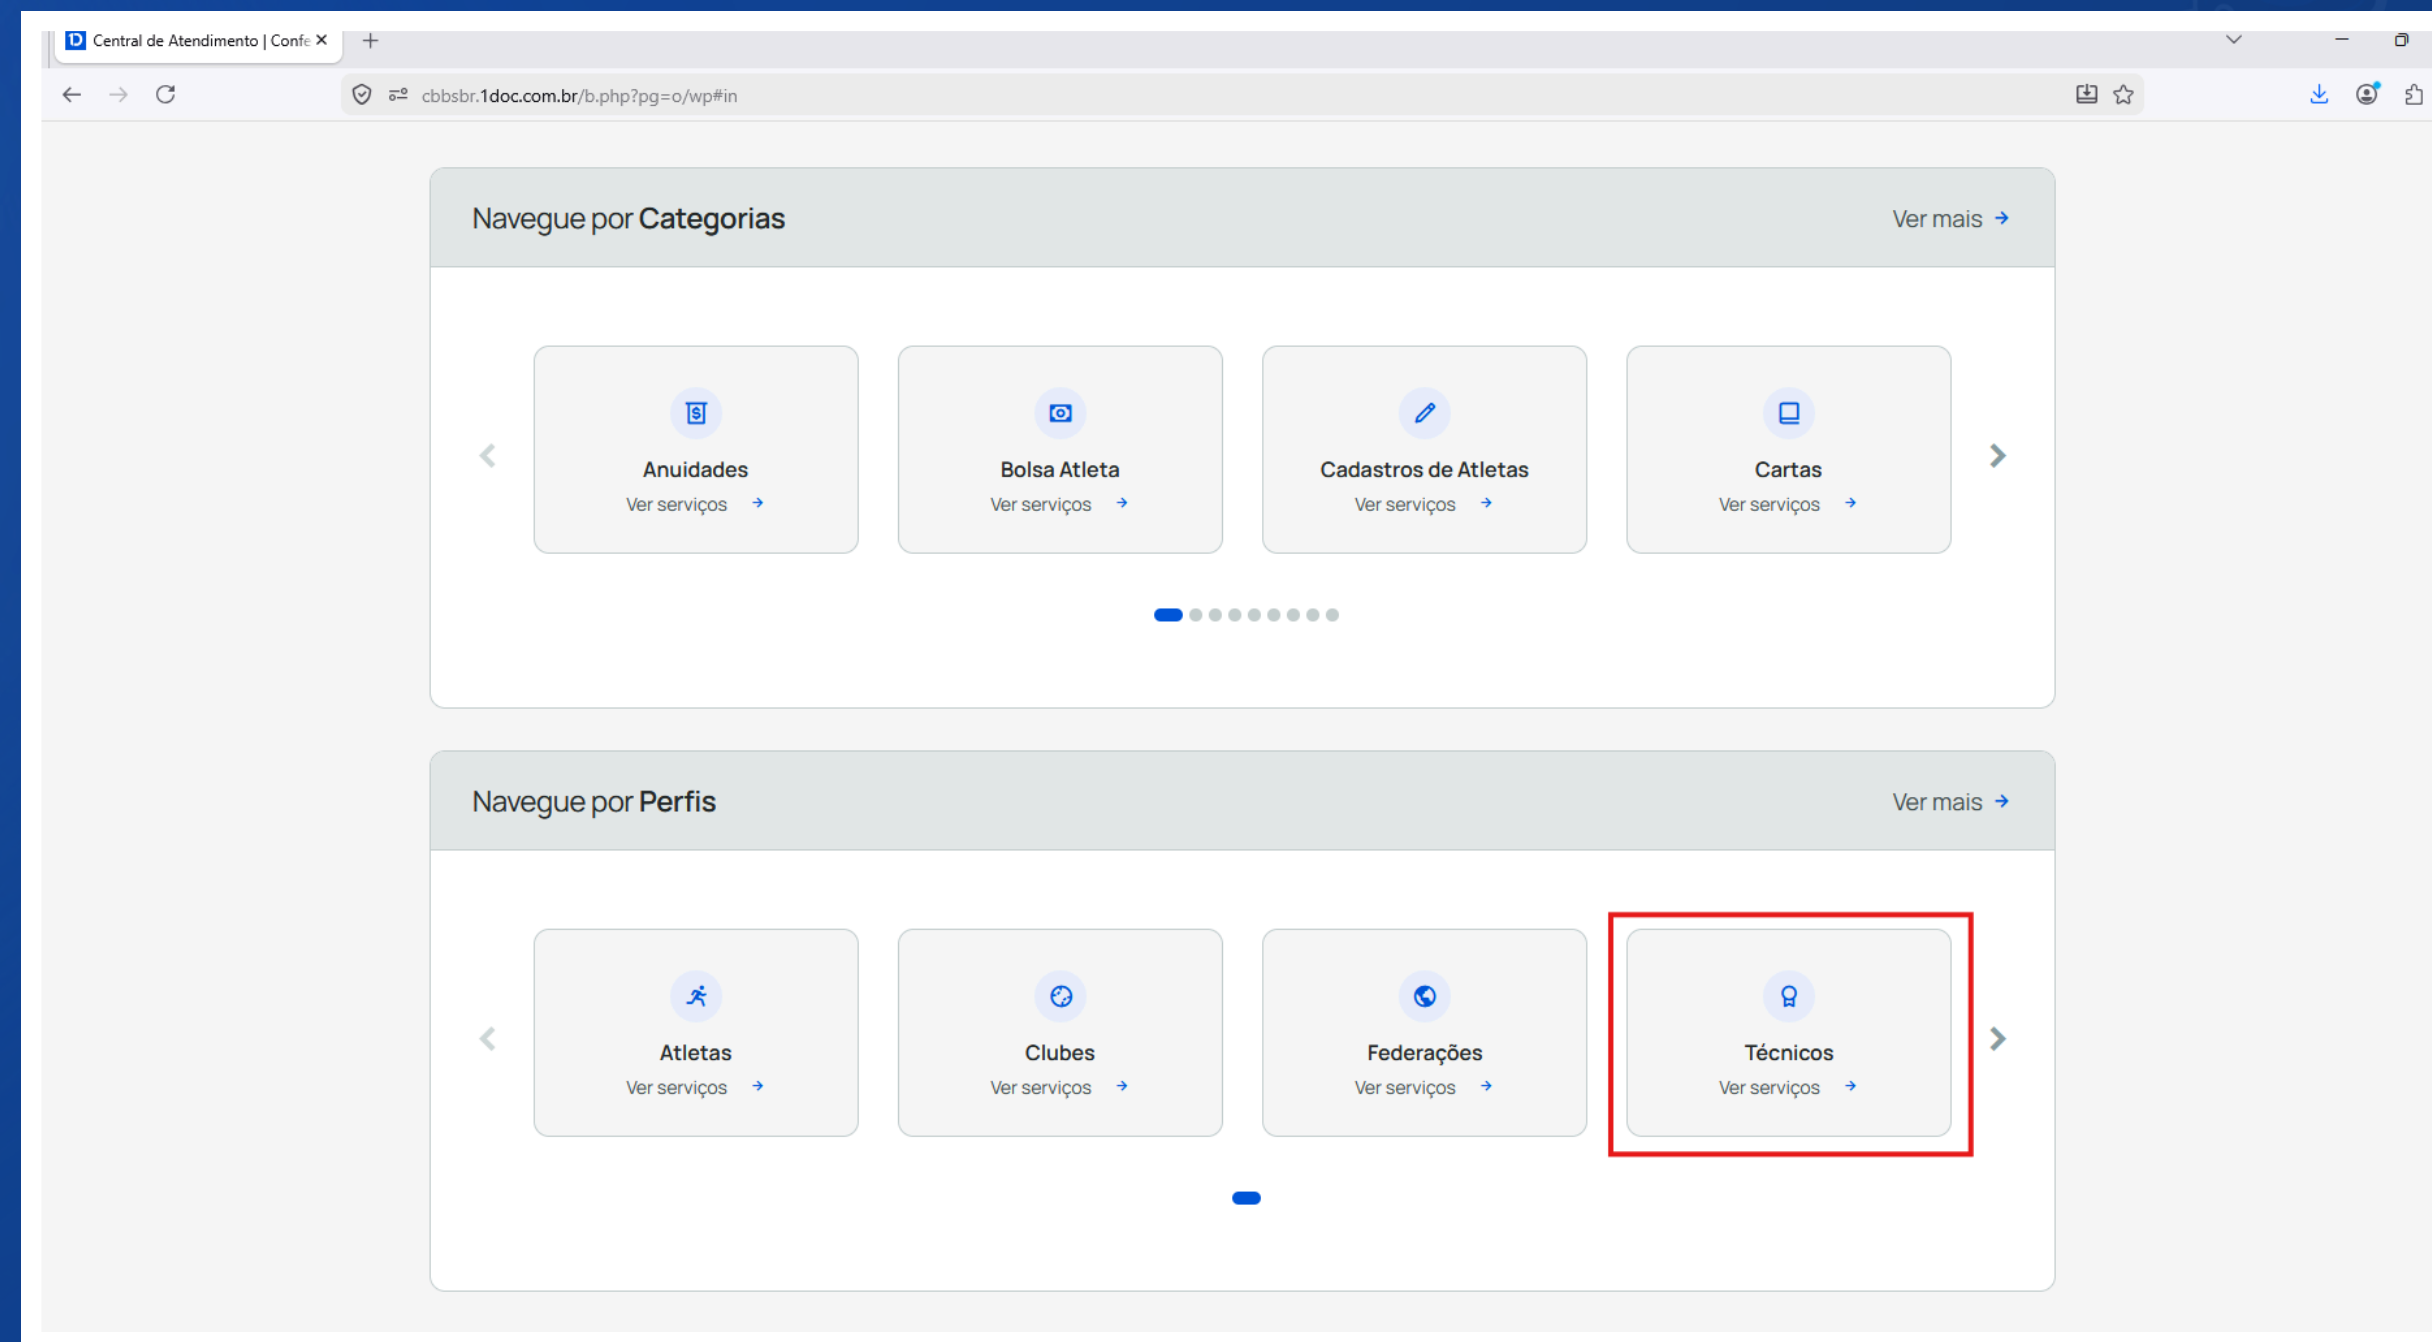 Central de Atendimento | Confe
cbbsbr.1doc.com.br/b.php?pg=o/wp#in
Navegue por Categorias
Ver mais
Anuidades
Ver serviços
Bolsa Atleta
Ver serviços
Cadastros de Atletas
Ver serviços
Cartas
Ver serviços
Navegue por Perfis
Ver mais
Atletas
Ver serviços
Clubes
Ver serviços
Federações
Ver serviços
Técnicos
Ver serviços